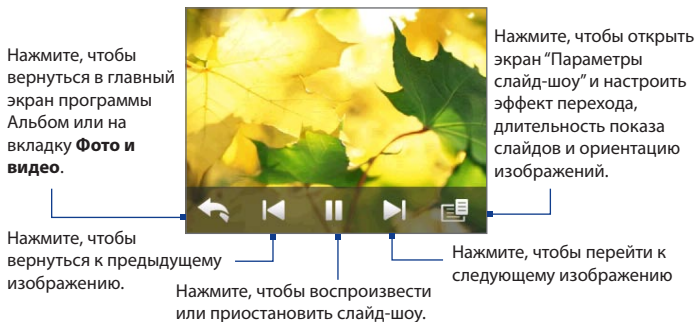 Нажмите, чтобы
вернуться в главный
экран программы
Альбом или на
вкладку Фото и
видео.
Нажмите, чтобы открыть
экран “Параметры
слайд-шоу” и настроить
эффект перехода,
длительность показа
слайдов и ориентацию
изображений.
Нажмите, чтобы
вернуться к предыдущему
изображению.
Нажмите, чтобы воспроизвести
или приостановить слайд-шоу.
Нажмите, чтобы перейти к
следующему изображению